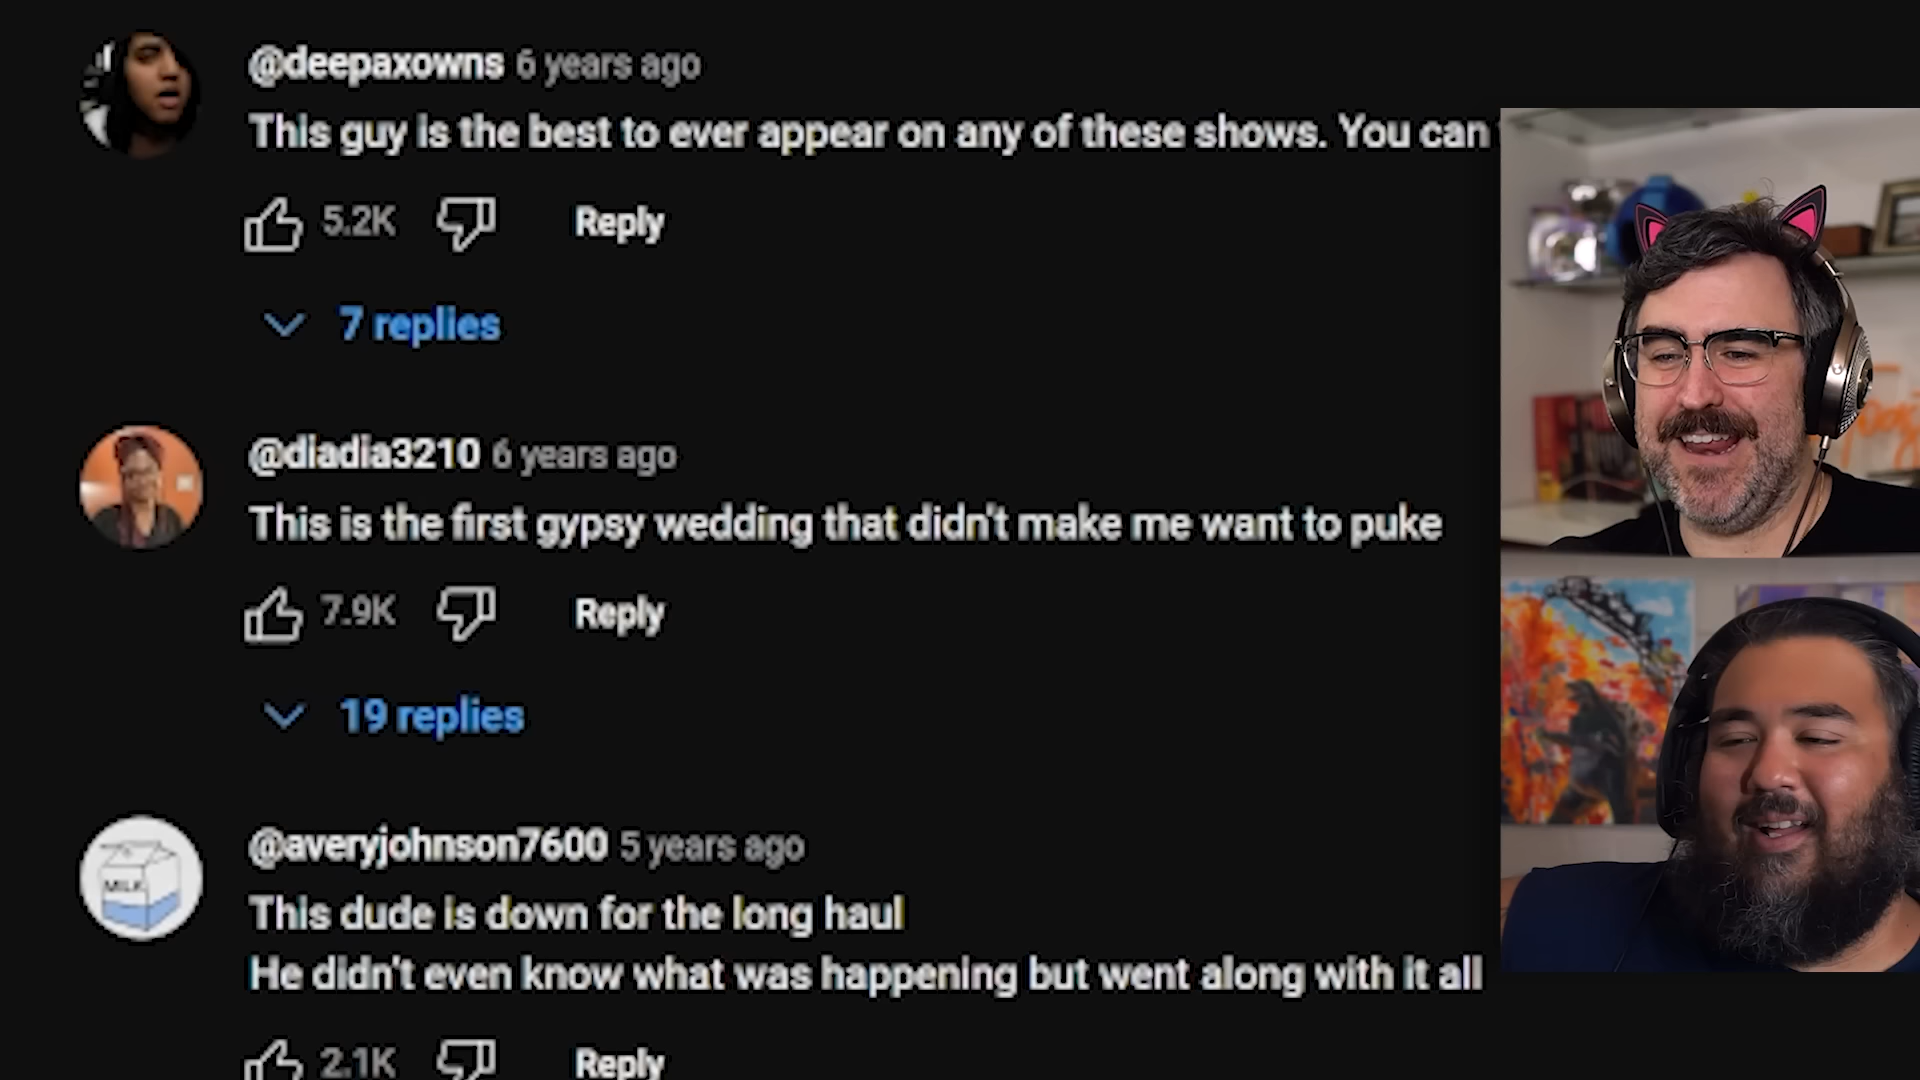 @deepaxowns 6 years ago
This guy is the best to ever appear on any of these shows. You can
5.2K Reply
7 replies
@diadia3210 6 years ago
This is the first gypsy wedding that didn't make me want to puke
7.9K Reply
19 replies
@averyjohnson7600 5 years ago
MILK
This dude is down for the long haul
He didn't even know what was happening but went along with it all
2.1K Reply